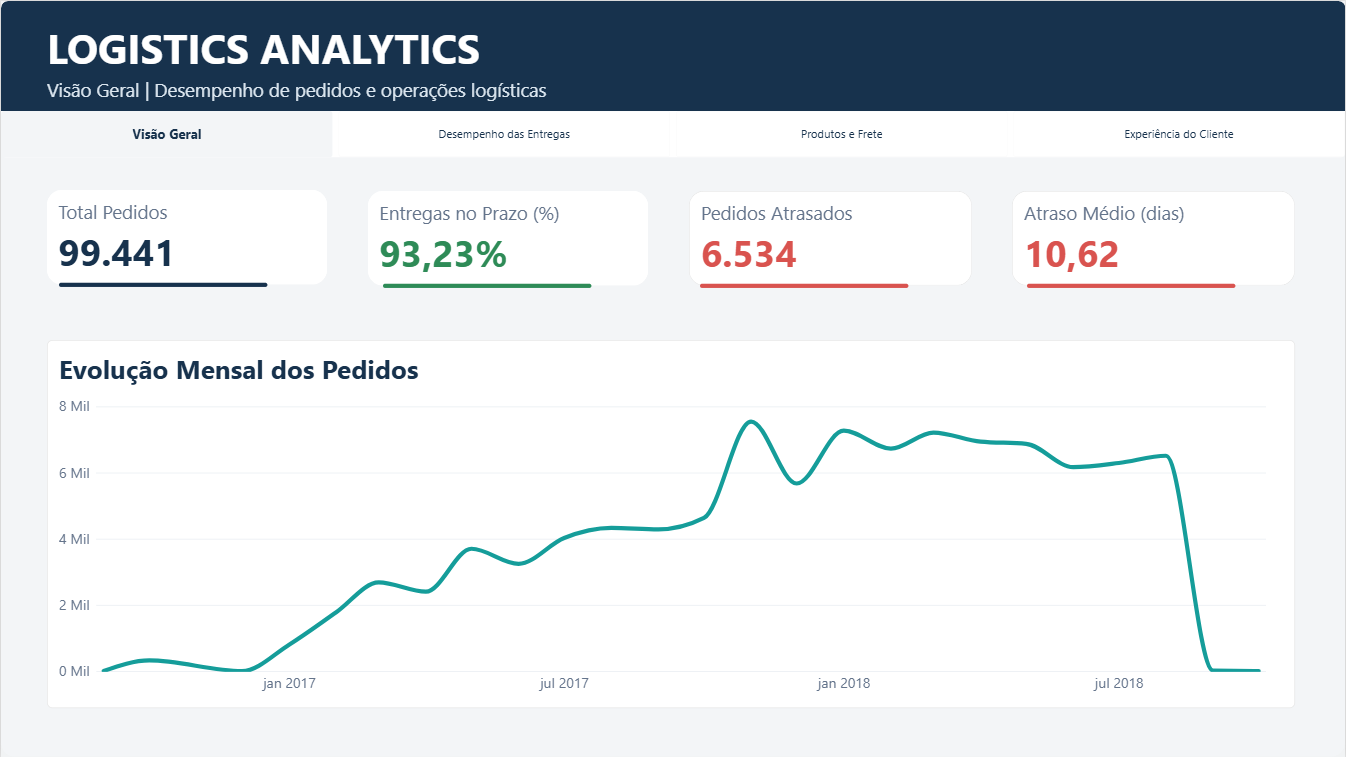 LOGISTICS ANALYTICS
Visão Geral | Desempenho de pedidos e operações logísticas
Visão Geral
Desempenho das Entregas
Produtos e Frete
Experiência do Cliente
Total Pedidos
99.441
Entregas no Prazo (%)
93,23%
Pedidos Atrasados
6.534
Atraso Médio (dias)
10,62
Evolução Mensal dos Pedidos
8 Mil
6 Mil
4 Mil
2 Mil
0 Mil
jan 2017
jul 2017
jan 2018
jul 2018